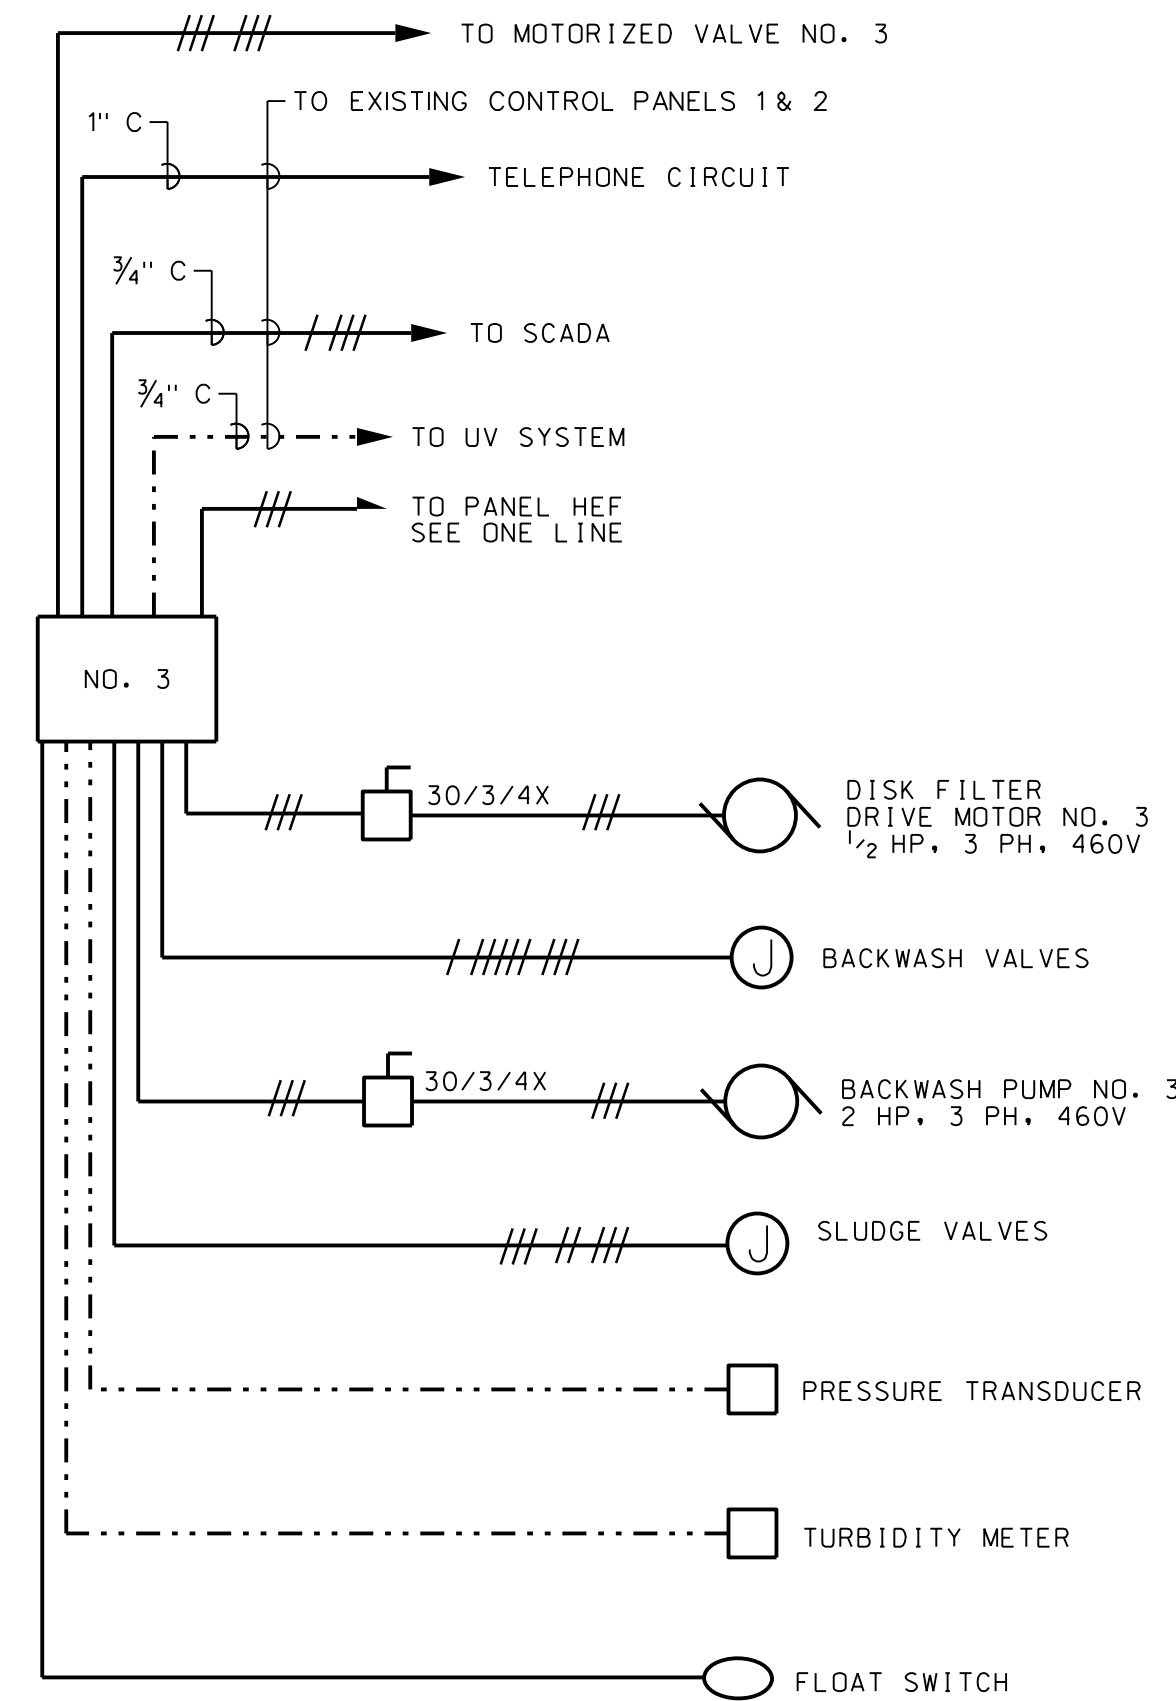 TO MOTORIZED VALVE NO. 3
TO EXISTING CONTROL PANELS 1 & 2
1" C
TELEPHONE CIRCUIT
3/4" C
TO SCADA
3/4" C
TO UV SYSTEM
TO PANEL HEF
SEE ONE LINE
NO. 3
30/3/4X
DISK FILTER
DRIVE MOTOR NO. 3
1/2 HP, 3 PH, 460V
J
BACKWASH VALVES
30/3/4X
BACKWASH PUMP NO. 3
2 HP, 3 PH, 460V
J
SLUDGE VALVES
PRESSURE TRANSDUCER
TURBIDITY METER
FLOAT SWITCH